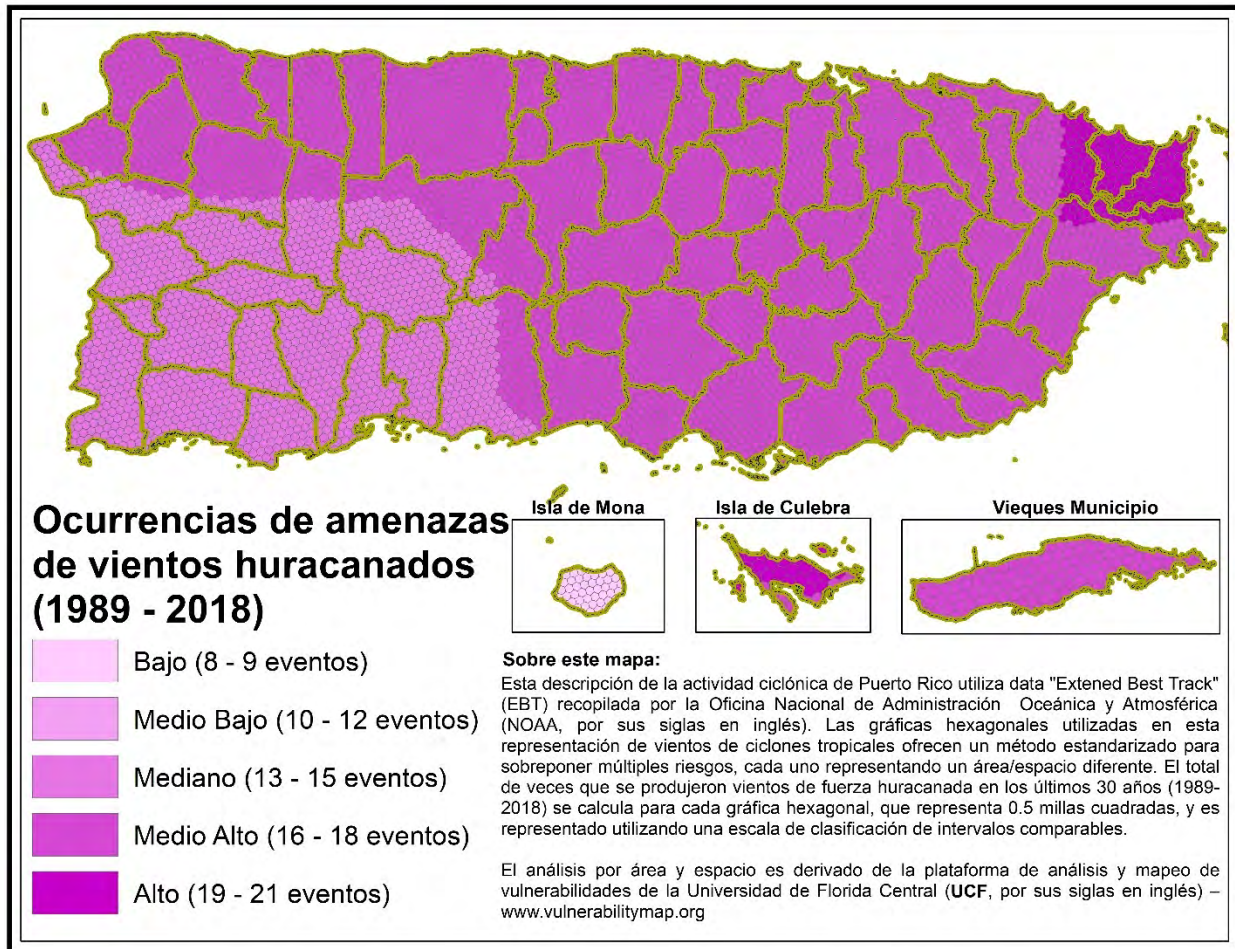 Isla de Mona
Isla de Culebra
Vieques Municipio
Ocurrencias de amenazas
de vientos huracanados
(1989 - 2018)
Bajo (8 - 9 eventos)
Medio Bajo (10 - 12 eventos)
Mediano (13 - 15 eventos)
Medio Alto (16 - 18 eventos)
Alto (19 - 21 eventos)
Sobre este mapa:
Esta descripción de la actividad ciclónica de Puerto Rico utiliza data "Extened Best Track"
(EBT) recopilada por la Oficina Nacional de Administración Oceánica y Atmosférica
(NOAA, por sus siglas en inglés). Las gráficas hexagonales utilizadas en esta
representación de vientos de ciclones tropicales ofrecen un método estandarizado para
sobreponer múltiples riesgos, cada uno representando un área/espacio diferente. El total
de veces que se produjeron vientos de fuerza huracanada en los últimos 30 años (1989-
2018) se calcula para cada gráfica hexagonal, que representa 0.5 millas cuadradas, y es
representado utilizando una escala de clasificación de intervalos comparables.
El análisis por área y espacio es derivado de la plataforma de análisis y mapeo de
vulnerabilidades de la Universidad de Florida Central (UCF, por sus siglas en inglés) –
www.vulnerabilitymap.org